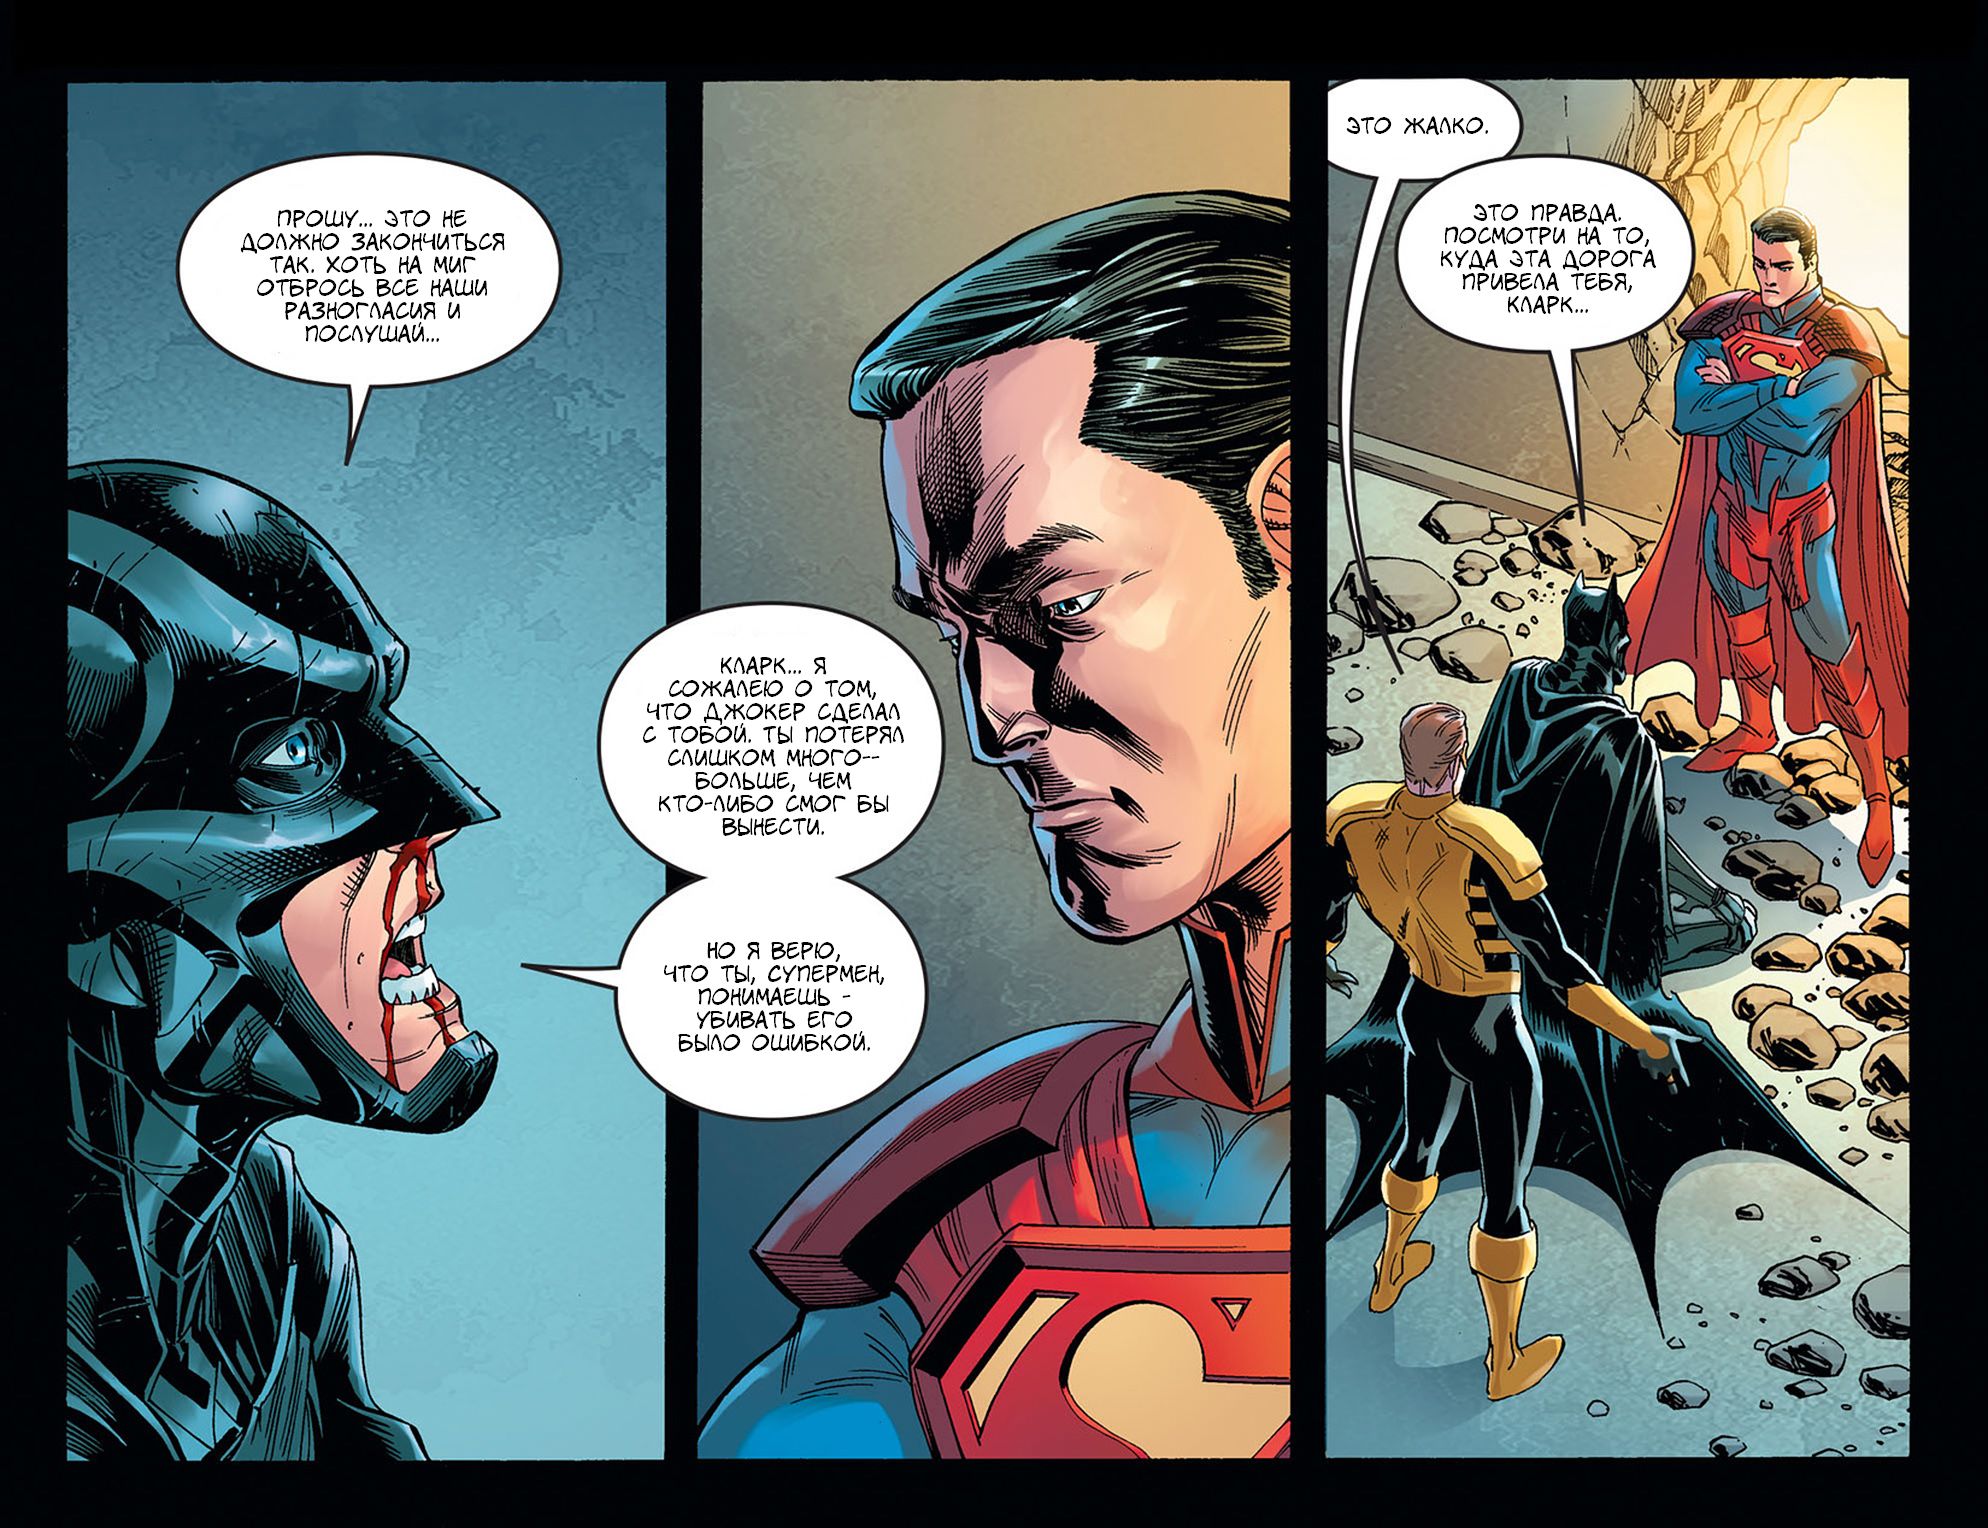 ПРОШУ... ЭТО НЕ
ДОЛЖНО ЗАКОНЧИТЬСЯ
ТАК. ХОТЬ НА МИГ
ОТБРОСЬ ВСЕ НАШИ
РАЗНОГЛАСИЯ И
ПОСЛУШАЙ...
КЛАРК... Я
СОЖАЛЕЮ О ТОМ,
ЧТО ДЖОКЕР СДЕЛАЛ
С ТОБОЙ. ТЫ ПОТЕРЯЛ
СЛИШКОМ МНОГО--
БОЛЬШЕ, ЧЕМ
КТО-ЛИБО СМОГ БЫ
ВЫНЕСТИ.
НО Я ВЕРЮ,
ЧТО ТЫ, СУПЕРМЕН,
ПОНИМАЕШЬ -
УБИВАТЬ ЕГО
БЫЛО ОШИБКОЙ.
ЭТО ЖАЛКО.
ЭТО ПРАВДА.
ПОСМОТРИ НА ТО,
КУДА ЭТА ДОРОГА
ПРИВЕЛА ТЕБЯ,
КЛАРК...